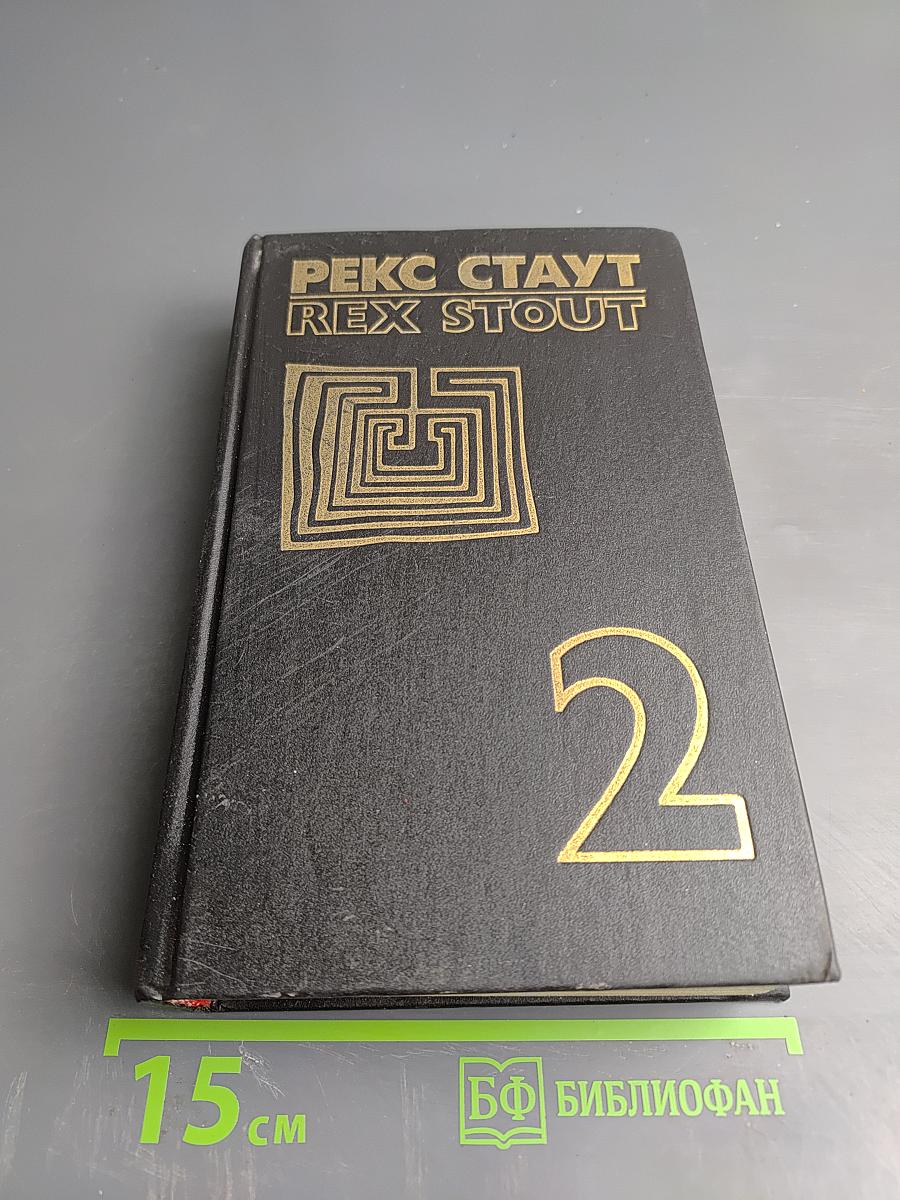 РЕКС СТАУТ
REX STOUT
2
15 см
БФ БИБЛИОФАН